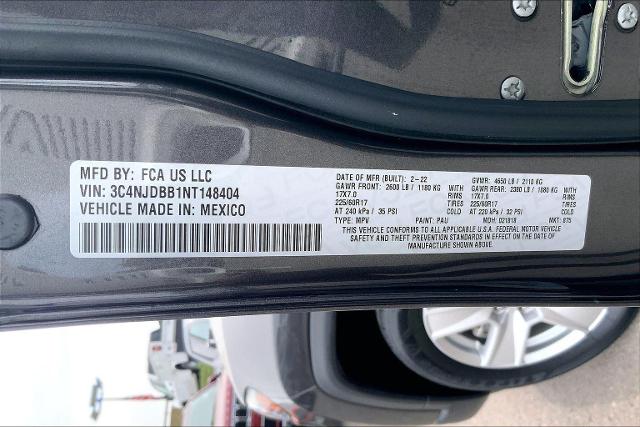 MFD BY: FCA US LLC
VIN: 3C4NJDBB1NT148404
VEHICLE MADE IN: MEXICO
DATE OF MFR (BUILT): 2-22 GVWR: 4650 LB / 2110 KG
GAWR FRONT: 2600 LB / 1180 KG GAWR REAR: 2380 LB / 1080 KG
17X7.0 RIMS 17X7.0 RIMS
225/60R17 TIRES 225/60R17 TIRES
AT 240 kPa / 35 PSI COLD AT 220 kPa / 32 PSI COLD
TYPE: MPV PAINT: PAU MDH: 021818 MKT: 875
THIS VEHICLE CONFORMS TO ALL APPLICABLE U.S.A. FEDERAL MOTOR VEHICLE
SAFETY AND THEFT PREVENTION STANDARDS IN EFFECT ON THE DATE OF
MANUFACTURE SHOWN ABOVE.